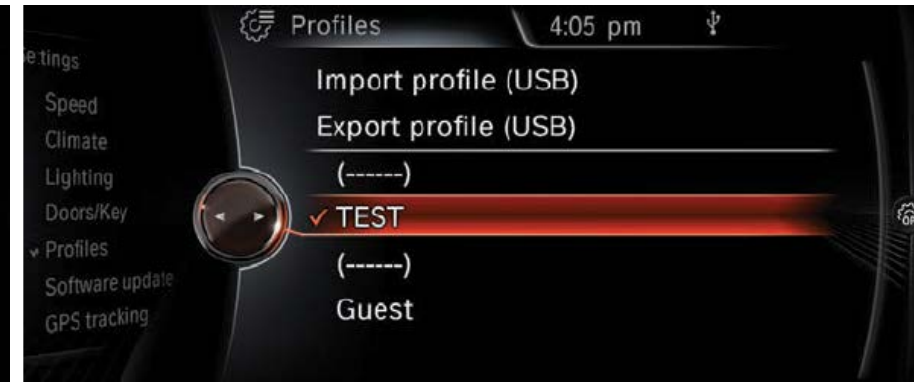 Profiles
4:05 pm
ettings
Speed
Climate
Lighting
Doors/Key
Profiles
Software update
GPS tracking
Import profile (USB)
Export profile (USB)
(------)
TEST
(------)
Guest